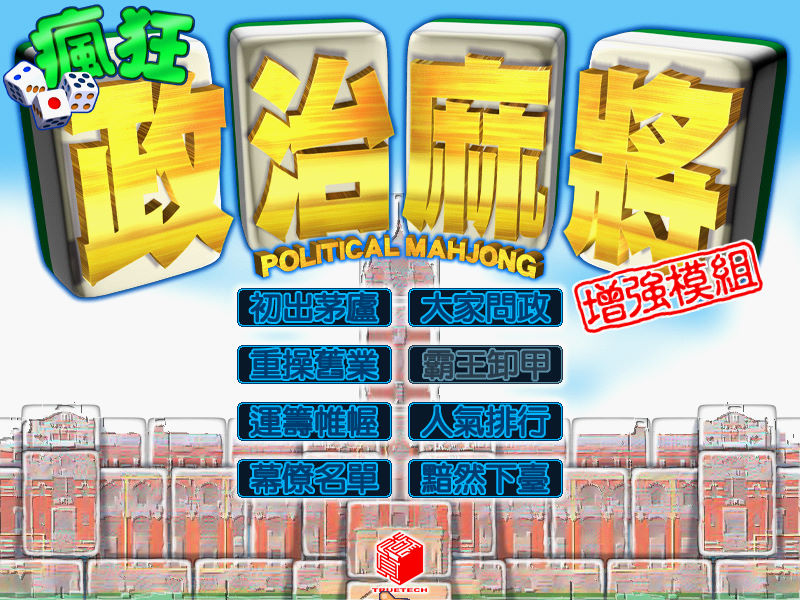 瘋狂
政治麻將
POLITICAL MAHJONG
增強模組
初出茅廬 大家問政
重操舊業 霸王卸甲
運籌帷幄 人氣排行
幕僚名單 黯然下臺
TRUETECH